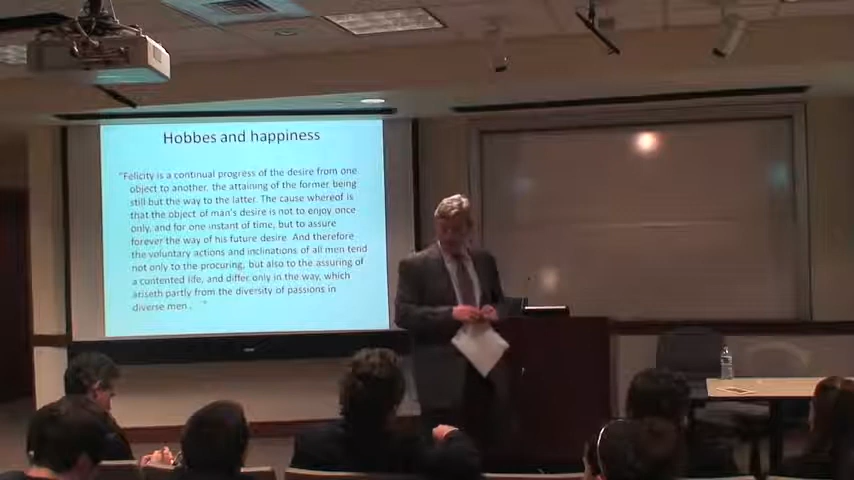 Hobbes and happiness
"Felicity is a continual progress of the desire from one
object to another, the attaining of the former being
still but the way to the latter. The cause whereof is
that the object of man's desire is not to enjoy once
only, and for one instant of time, but to assure
forever the way of his future desire. And therefore
the voluntary actions and inclinations of all men tend
not only to the procuring, but also to the assuring of
a contented life, and differ only in the way, which
ariseth partly from the diversity of passions in
diverse men.